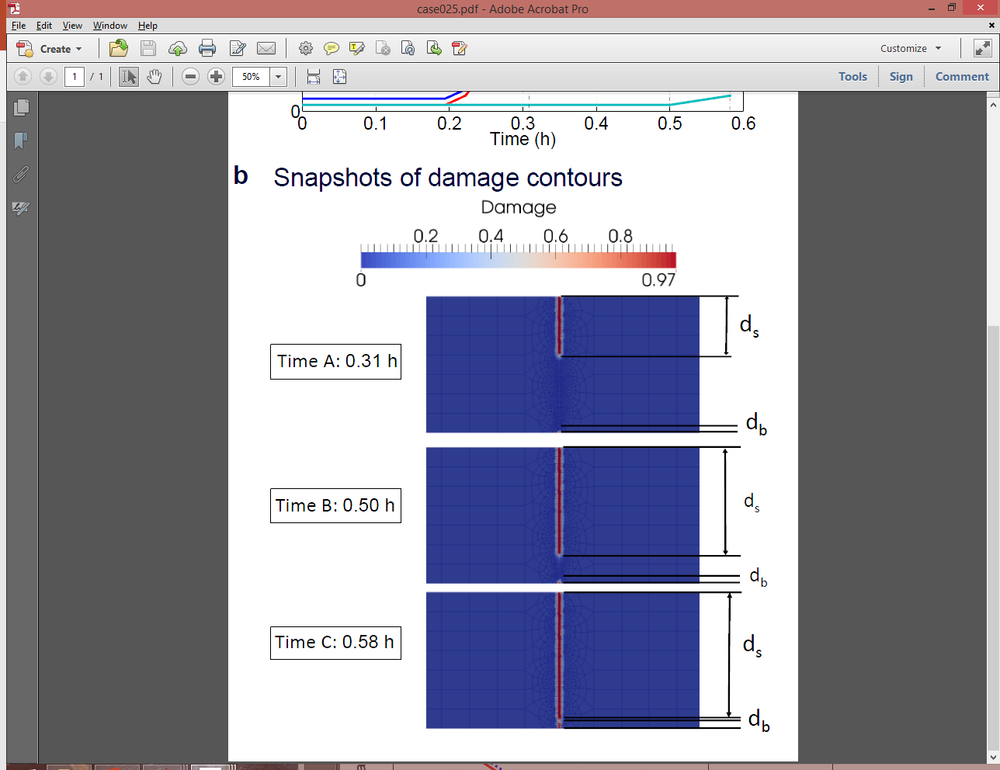 case025.pdf - Adobe Acrobat Pro
File Edit View Window Help
Create
Customize
1 / 1
50%
Tools Sign Comment
0
0 0.1 0.2 0.3 0.4 0.5 0.6
Time (h)
b Snapshots of damage contours
Damage
0.2 0.4 0.6 0.8
0 0.97
ds
Time A: 0.31 h
db
Time B: 0.50 h
ds
db
Time C: 0.58 h
ds
db